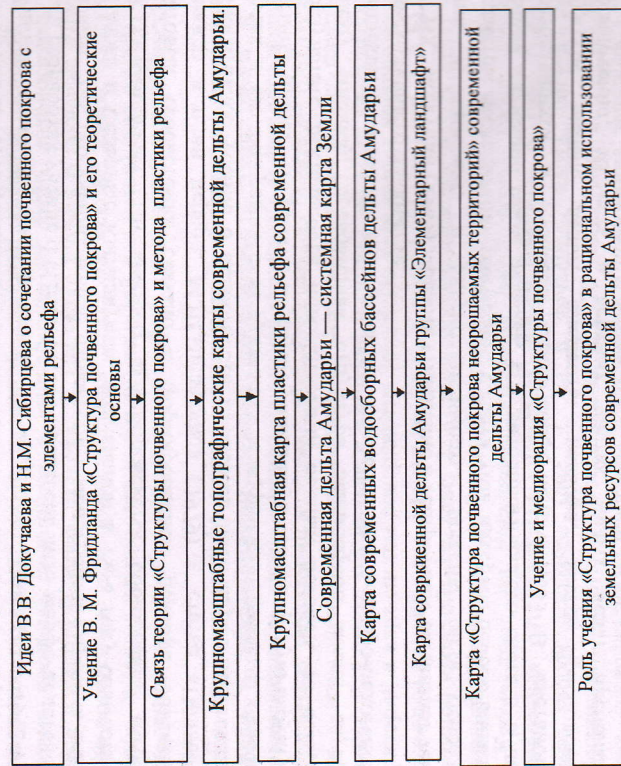 Идеи В.В. Докучаева и Н.М. Сибирцева о сочетании почвенного покрова с
элементами рельефа
Учение В. М. Фридланда «Структура почвенного покрова» и его теоретические
основы
Связь теории «Структуры почвенного покрова» и метода пластики рельефа
Крупномасштабные топографические карты современной дельты Амударьи.
Крупномасштабная карта пластики рельефа современной дельты
Современная дельта Амударьи — системная карта Земли
Карта современных водосборных бассейнов дельты Амударьи
Карта совркиенной дельты Амударьи группы «Элементарный ландшафт»
Карта «Структура почвенного покрова неорошаемых территорий» современной
дельты Амударьи
Учение и мелиорация «Структуры почвенного покрова»
Роль учения «Структура почвенного покрова» в рациональном использовании
земельных ресурсов современной дельты Амударьи